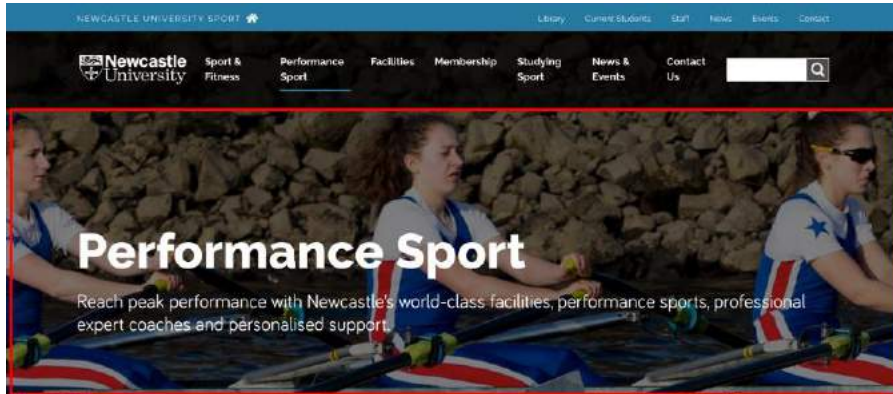 NEWCASTLE UNIVERSITY SPORT
Library Current Students Staff News Events Contact
Newcastle University
Sport & Fitness
Performance Sport
Facilities
Membership
Studying Sport
News & Events
Contact Us
Performance Sport
Reach peak performance with Newcastle's world-class facilities, performance sports, professional
expert coaches and personalised support.